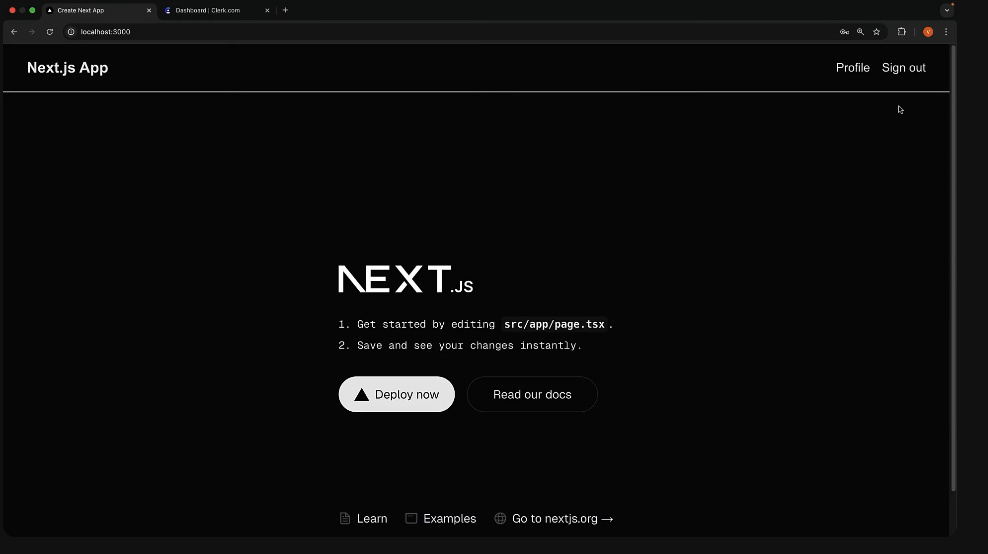 Create Next App
Dashboard | Clerk.com
localhost:3000
V
Next.js App
Profile
Sign out
NEXT.JS
1. Get started by editing src/app/page.tsx.
2. Save and see your changes instantly.
Deploy now
Read our docs
Learn
Examples
Go to nextjs.org →